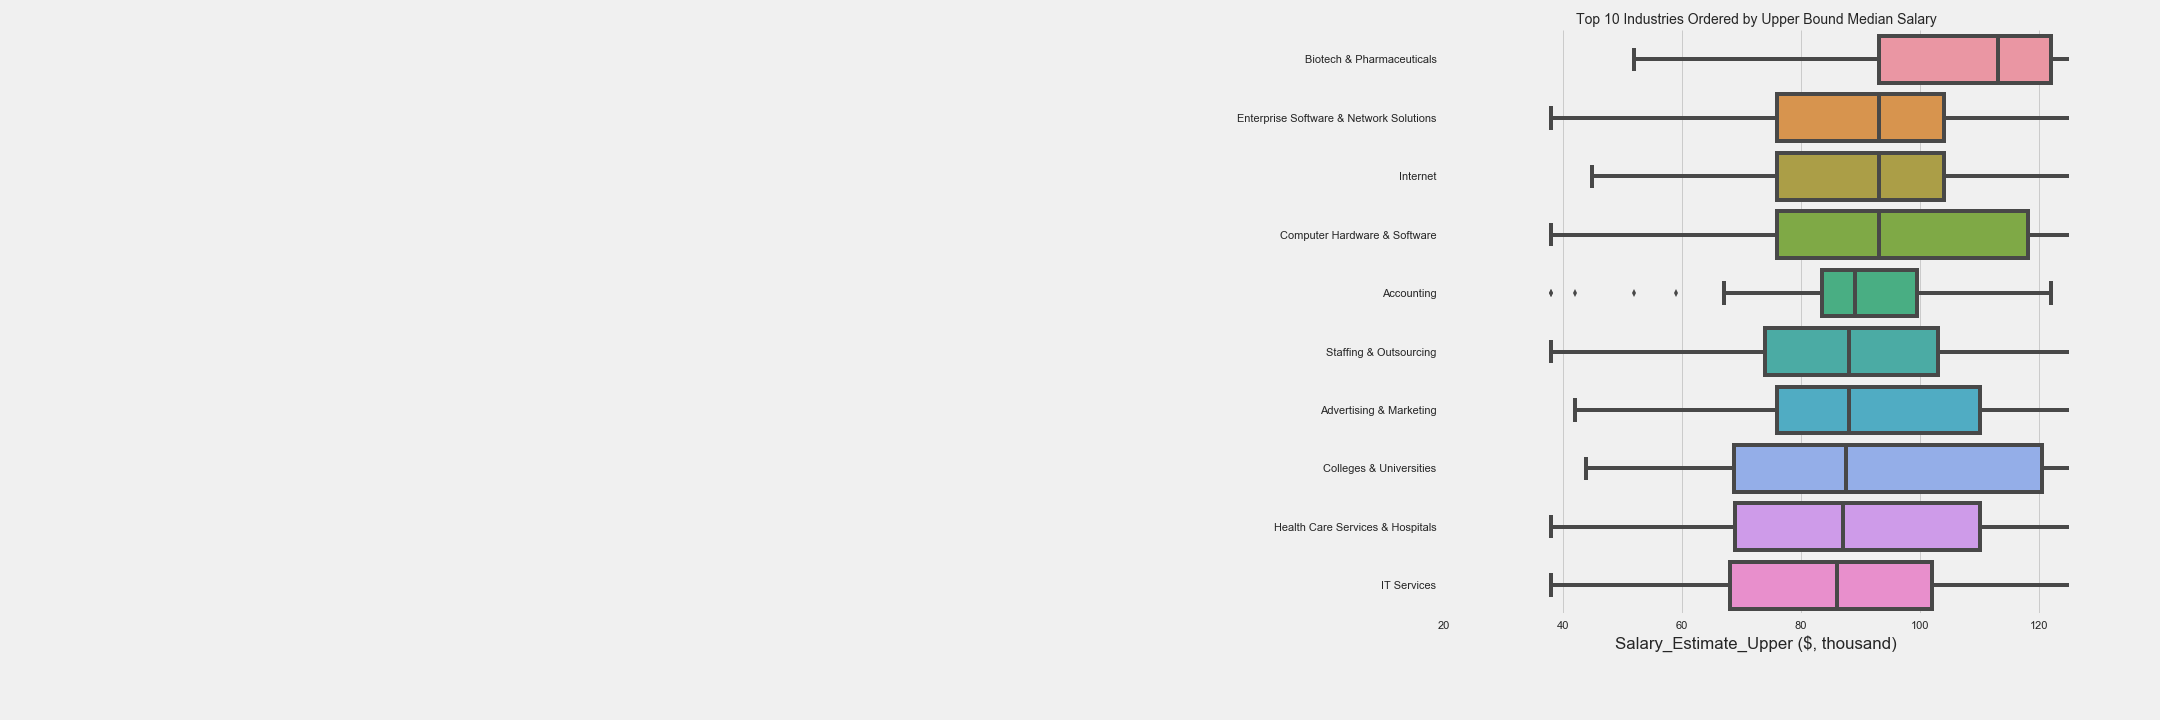 Top 10 Industries Ordered by Upper Bound Median Salary
Biotech & Pharmaceuticals
Enterprise Software & Network Solutions
Internet
Computer Hardware & Software
Accounting
Staffing & Outsourcing
Advertising & Marketing
Colleges & Universities
Health Care Services & Hospitals
IT Services
20 40 60 80 100 120
Salary_Estimate_Upper ($, thousand)